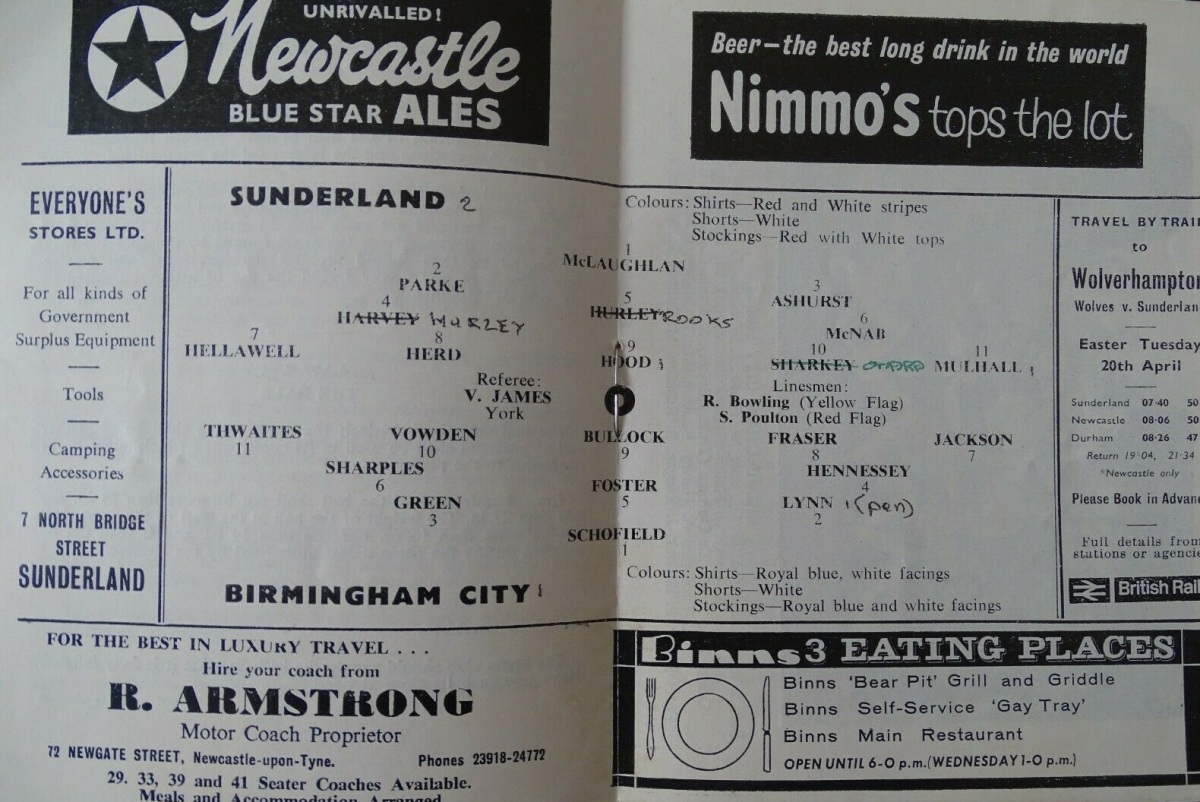 UNRIVALLED!
Newcastle
BLUE STAR ALES
Beer—the best long drink in the world
Nimmo's tops the lot
EVERYONE'S
STORES LTD.
For all kinds of
Government
Surplus Equipment
Tools
Camping
Accessories
7 NORTH BRIDGE
STREET
SUNDERLAND
SUNDERLAND 2
Colours: Shirts—Red and White stripes
Shorts—White
Stockings—Red with White tops
1
McLAUGHLAN
2
PARKE
3
ASHURST
4
HARVEY HURLEY
5
HURLEY ROOKS
6
McNAB
7
HELLAWELL
8
HERD
9
HOOD 1
10
SHARKEY
11
MULHALL 1
Referee:
V. JAMES
York
Linesmen:
R. Bowling (Yellow Flag)
S. Poulton (Red Flag)
THWAITES
11
VOWDEN
10
BULLOCK
9
FRASER
8
JACKSON
7
SHARPLES
6
FOSTER
5
HENNESSEY
4
GREEN
3
LYNN 1 (pen)
2
SCHOFIELD
1
BIRMINGHAM CITY 1
Colours: Shirts—Royal blue, white facings
Shorts—White
Stockings—Royal blue and white facings
TRAVEL BY TRAI
to
Wolverhampton
Wolves v. Sunderlan
Easter Tuesday
20th April
Sunderland 07·40 50
Newcastle 08·06 50
Durham 08·26 47
Return 19·04, 21·34
*Newcastle only
Please Book in Advanc
Full details from
stations or agencie
British Rail
FOR THE BEST IN LUXURY TRAVEL . . .
Hire your coach from
R. ARMSTRONG
Motor Coach Proprietor
72 NEWGATE STREET, Newcastle-upon-Tyne. Phones 23918-24772
29. 33, 39 and 41 Seater Coaches Available.
Meals and Accommodation Arranged
Binns 3 EATING PLACES
Binns 'Bear Pit' Grill and Griddle
Binns Self-Service 'Gay Tray'
Binns Main Restaurant
OPEN UNTIL 6-0 p.m.(WEDNESDAY 1-0 p.m.)